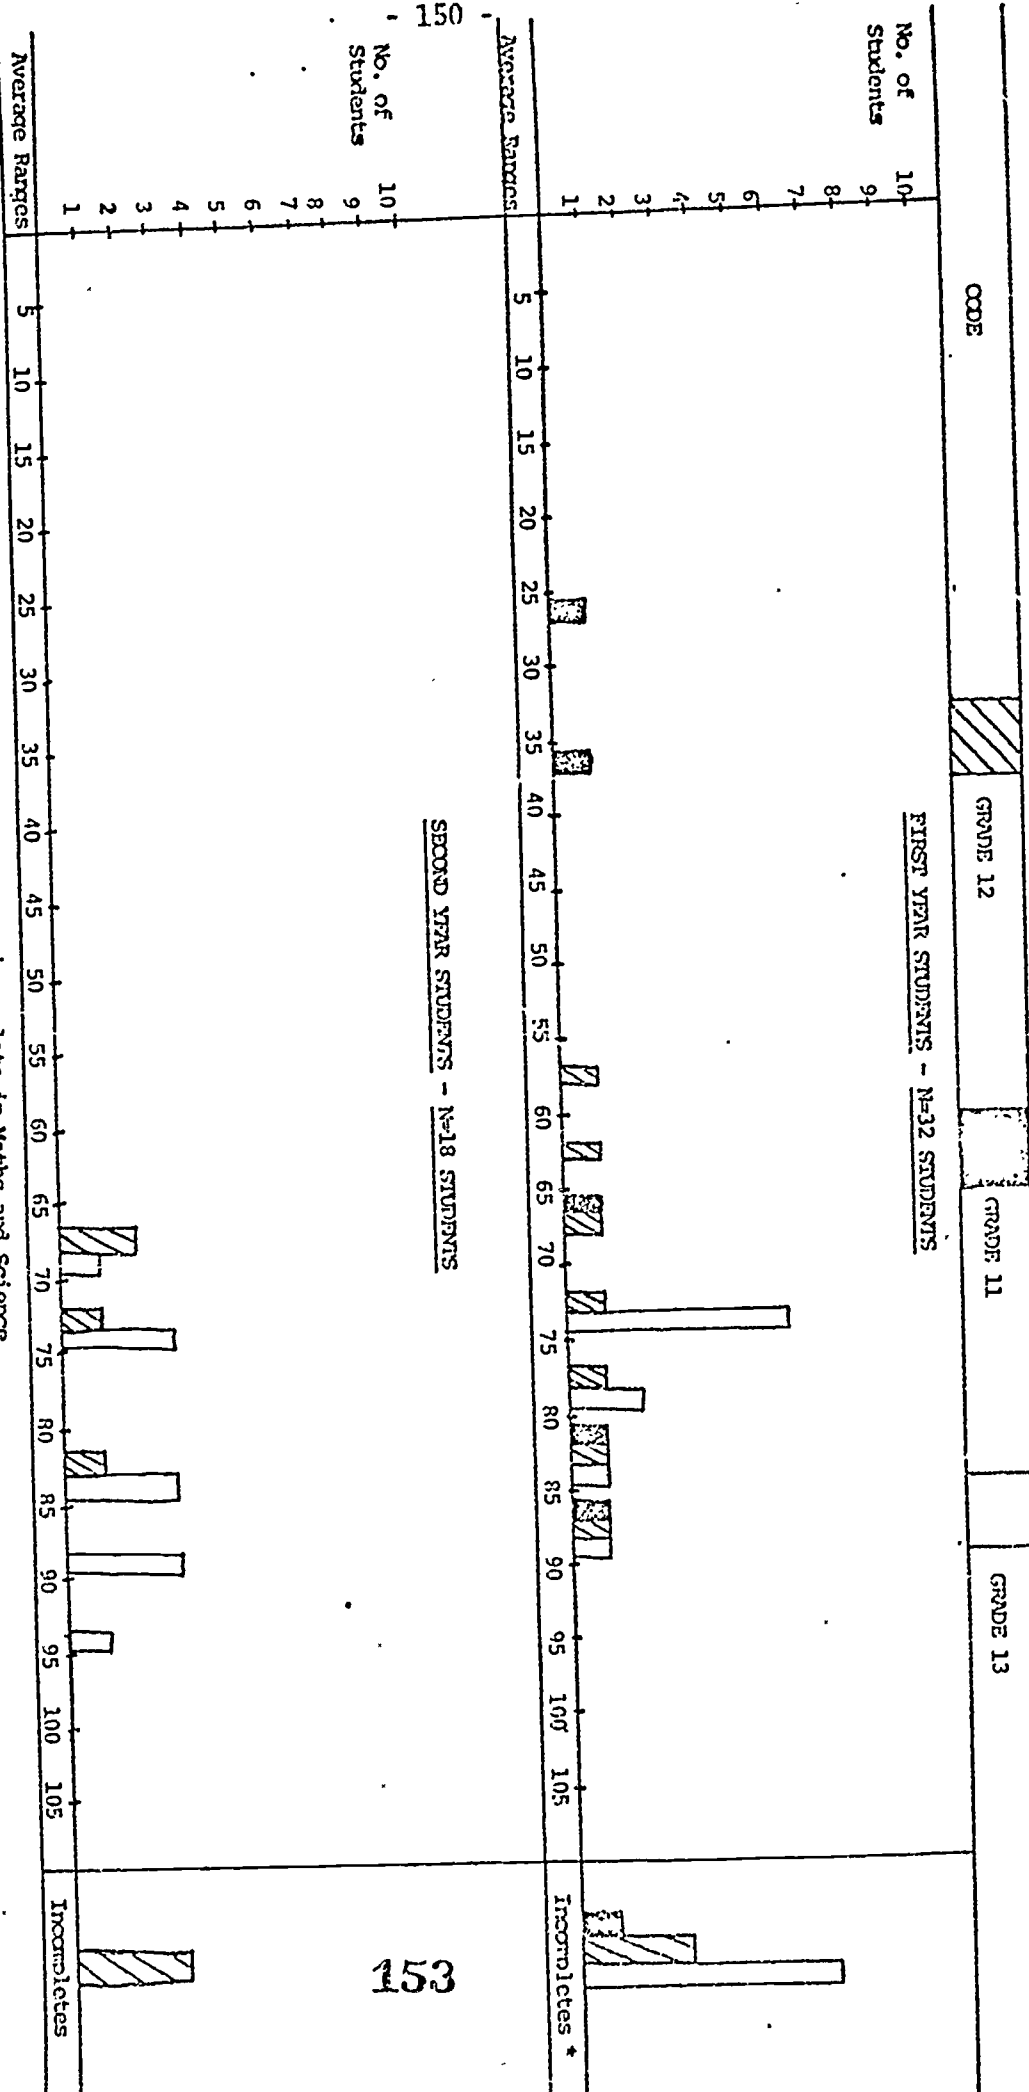 - 150 -
CODE
GRADE 12
GRADE 11
GRADE 13
FIRST YEAR STUDENTS - N=32 STUDENTS
No. of
Students
10
9
8
7
6
5
4
3
2
1
Average Ranges
5 10 15 20 25 30 35 40 45 50 55 60 65 70 75 80 85 90 95 100 105
Incompletes *
SECOND YEAR STUDENTS - N=18 STUDENTS
No. of
Students
10
9
8
7
6
5
4
3
2
1
Average Ranges
5 10 15 20 25 30 35 40 45 50 55 60 65 70 75 80 85 90 95 100 105
Incompletes
in Maths and Science
153